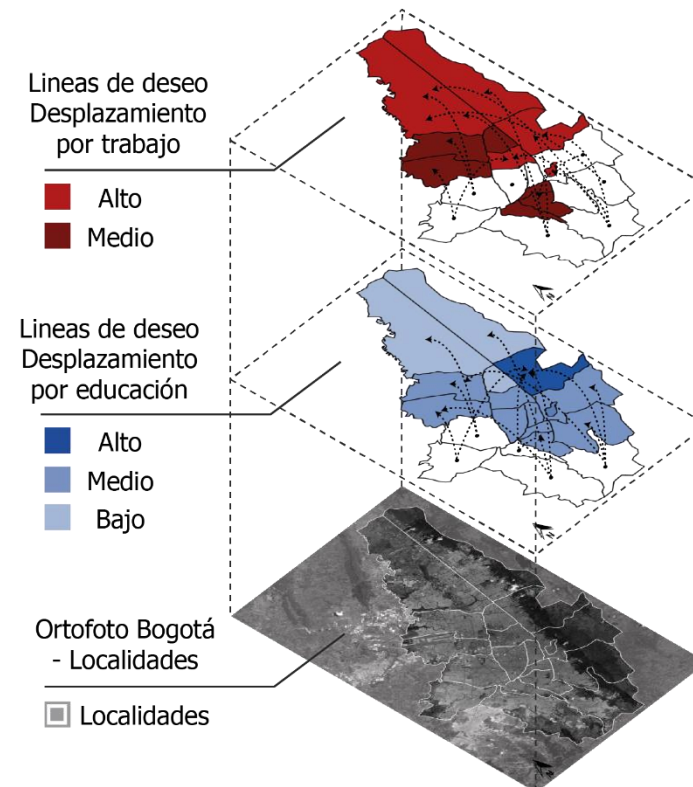 Lineas de deseo
Desplazamiento
por trabajo
Alto
Medio
Lineas de deseo
Desplazamiento
por educación
Alto
Medio
Bajo
Ortofoto Bogotá
- Localidades
Localidades